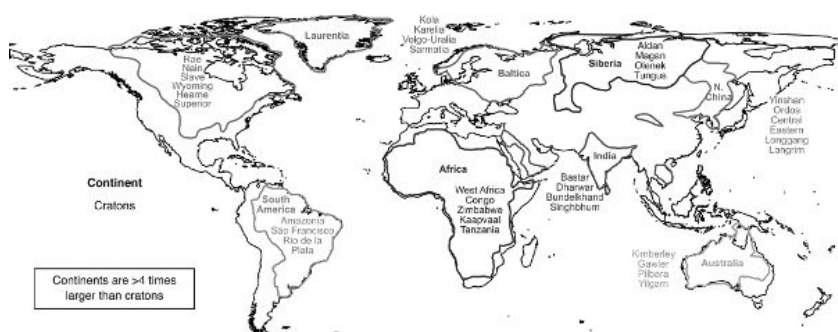 Laurentia
Rae
Nain
Slave
Wyoming
Hearne
Superior
Kola
Karelia
Volgo-Uralia
Sarmatia
Baltica
Siberia
Aldan
Magan
Olenek
Tungus
N.
China
Yinshan
Ordos
Central
Eastern
Longgang
Langrim
India
Bastar
Dharwar
Bundelkhand
Singhbhum
Africa
West Africa
Congo
Zimbabwe
Kaapvaal
Tanzania
Continent
Cratons
South
America
Amazonia
São Francisco
Rio de la
Plata
Kimberley
Gawler
Pilbara
Yilgarn
Australia
Continents are >4 times
larger than cratons